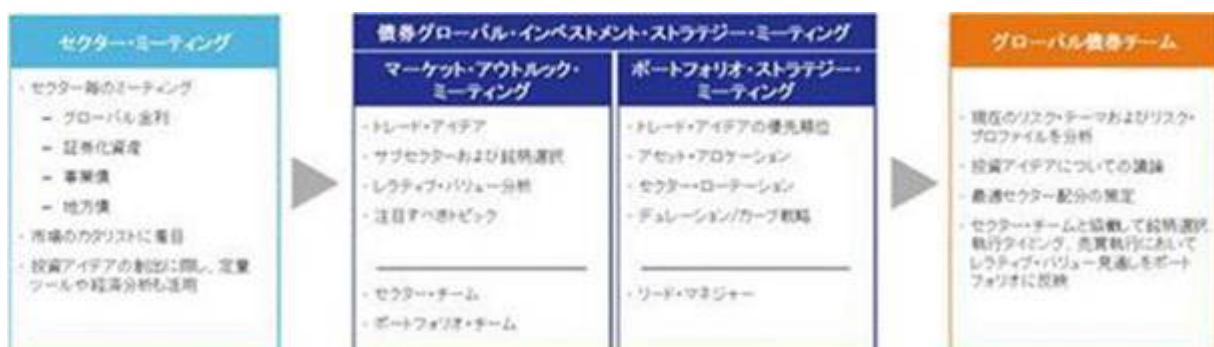 セクター・ミーティング
・セクター毎のミーティング
– グローバル金利
– 証券化資産
– 事業債
– 地方債
・市場のカタリストに着目
・投資アイデアの創出に際し、定量
ツールや経済分析も活用
債券グローバル・インベストメント・ストラテジー・ミーティング
マーケット・アウトルック・
ミーティング
・トレード・アイデア
・サブセクターおよび銘柄選択
・レラティブ・バリュー分析
・注目すべきトピック
・セクター・チーム
・ポートフォリオ・チーム
ポートフォリオ・ストラテジー・
ミーティング
・トレード・アイデアの優先順位
・アセット・アロケーション
・セクター・ローテーション
・デュレーション/カーブ戦略
・リード・マネジャー
グローバル債券チーム
・現在のリスク・テーマおよびリスク・
プロファイルを分析
・投資アイデアについての議論
・最適セクター配分の策定
・セクター・チームと協働して銘柄選択、
執行タイミング、売買執行において
レラティブ・バリュー見通しをポート
フォリオに反映